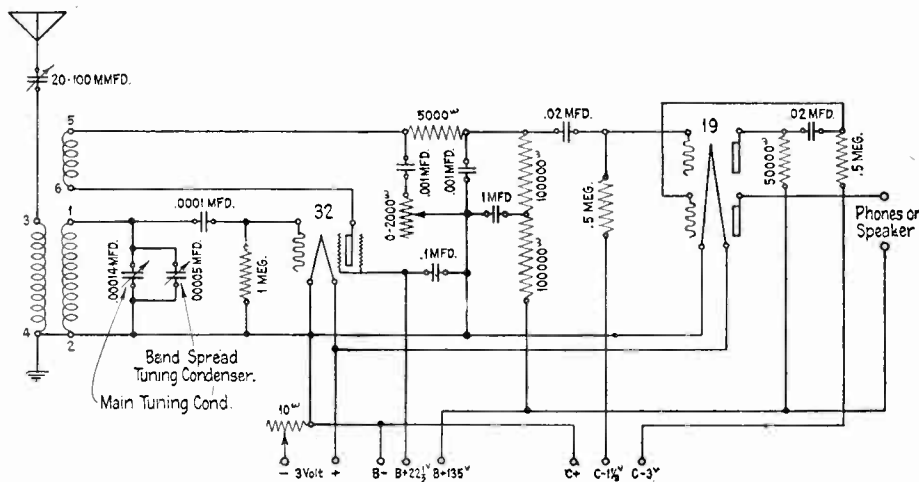 20-100 MMFD.
5
6
3
4
1
2
.00014 MFD.
.00005 MFD.
.0001 MFD.
1 MEG.
32
5000ω
.001 MFD.
.001 MFD.
0-2000ω
1 MFD
.1 MFD.
100000ω
100000ω
.02 MFD.
.5 MEG.
19
.02 MFD.
50000ω
.5 MEG.
Phones or
Speaker
Band Spread
Tuning Condenser.
Main Tuning Cond.
10ω
- 3 Volt + B- B+22½V B+135V C+ C-1½V C-3V